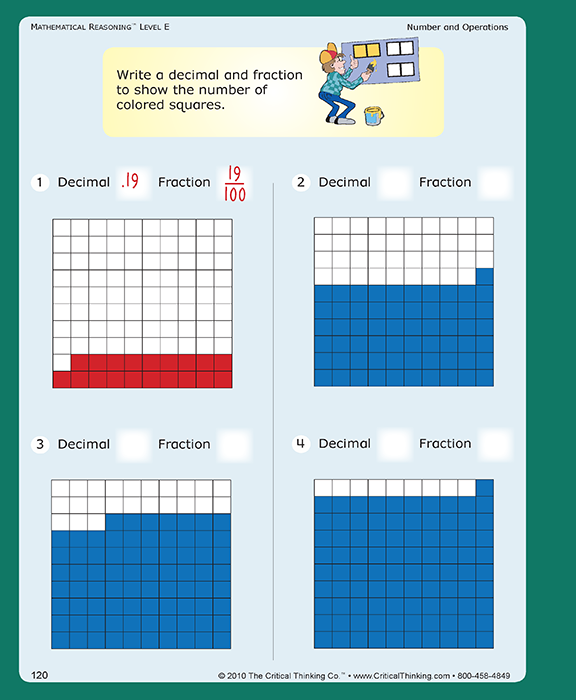 MATHEMATICAL REASONING™ LEVEL E
NUMBER AND OPERATIONS
Write a decimal and fraction
to show the number of
colored squares.
1 Decimal .19 Fraction 19/100
2 Decimal Fraction
3 Decimal Fraction
4 Decimal Fraction
120
© 2010 The Critical Thinking Co.™ • www.CriticalThinking.com • 800-458-4849